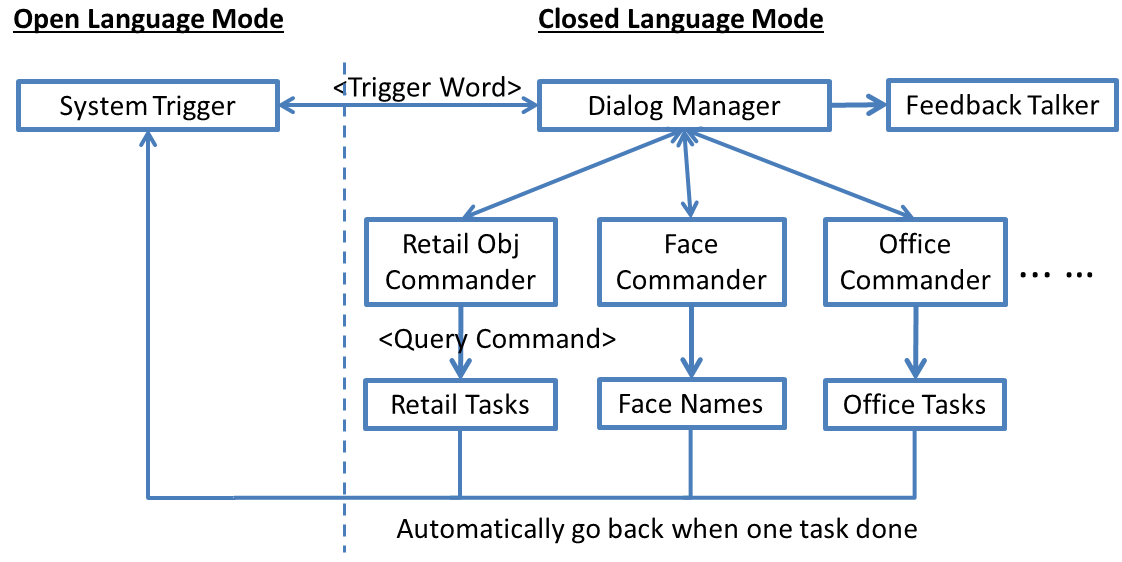 Open Language Mode
Closed Language Mode
<Trigger Word>
System Trigger
Dialog Manager
Feedback Talker
Retail Obj
Commander
Face
Commander
Office
Commander
... ...
<Query Command>
Retail Tasks
Face Names
Office Tasks
Automatically go back when one task done